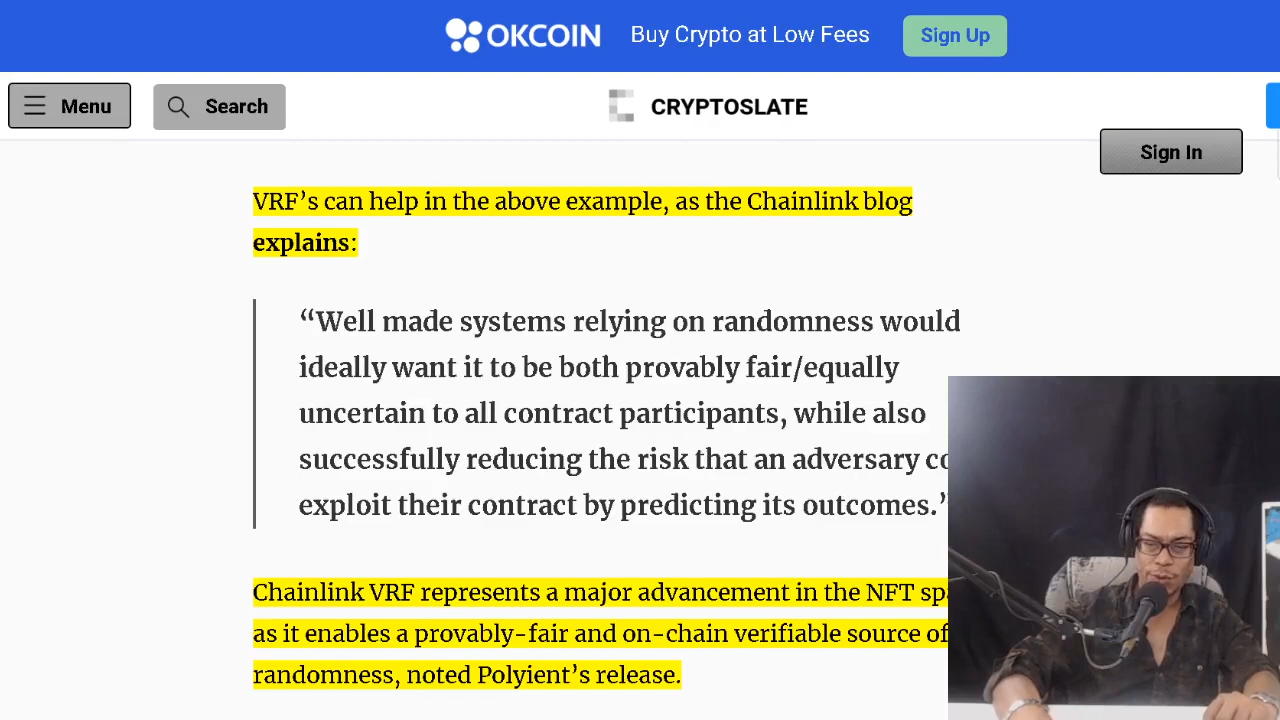 OKCOIN Buy Crypto at Low Fees Sign Up
Menu Search CRYPTOSLATE
Sign In
VRF’s can help in the above example, as the Chainlink blog
explains:
“Well made systems relying on randomness would
ideally want it to be both provably fair/equally
uncertain to all contract participants, while also
successfully reducing the risk that an adversary
exploit their contract by predicting its outcomes.”
Chainlink VRF represents a major advancement in the NFT
as it enables a provably-fair and on-chain verifiable source of
randomness, noted Polyient’s release.